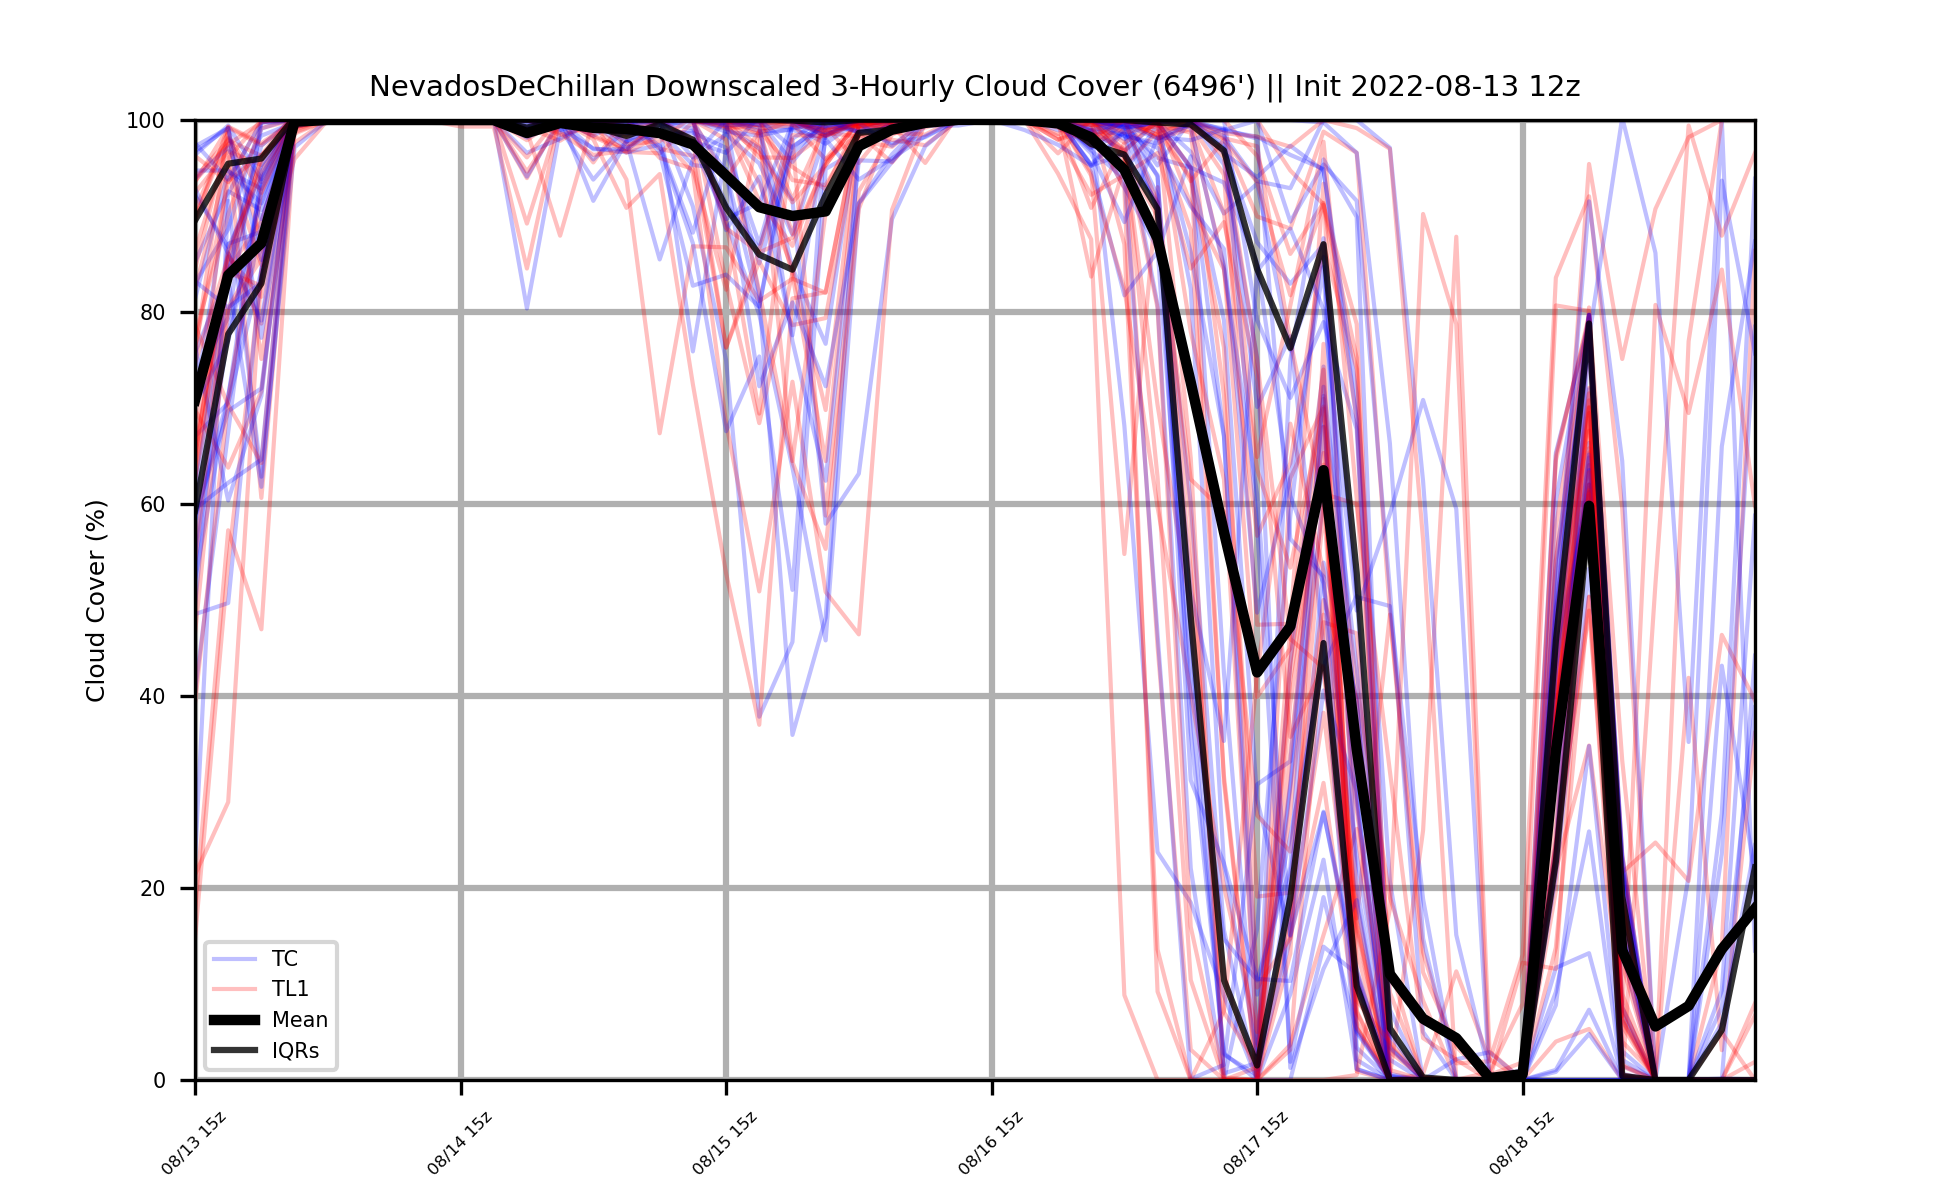 NevadosDeChillan Downscaled 3-Hourly Cloud Cover (6496') || Init 2022-08-13 12z
Cloud Cover (%)
100
80
60
40
20
0
TC
TL1
Mean
IQRs
08/13 15z
08/14 15z
08/15 15z
08/16 15z
08/17 15z
08/18 15z